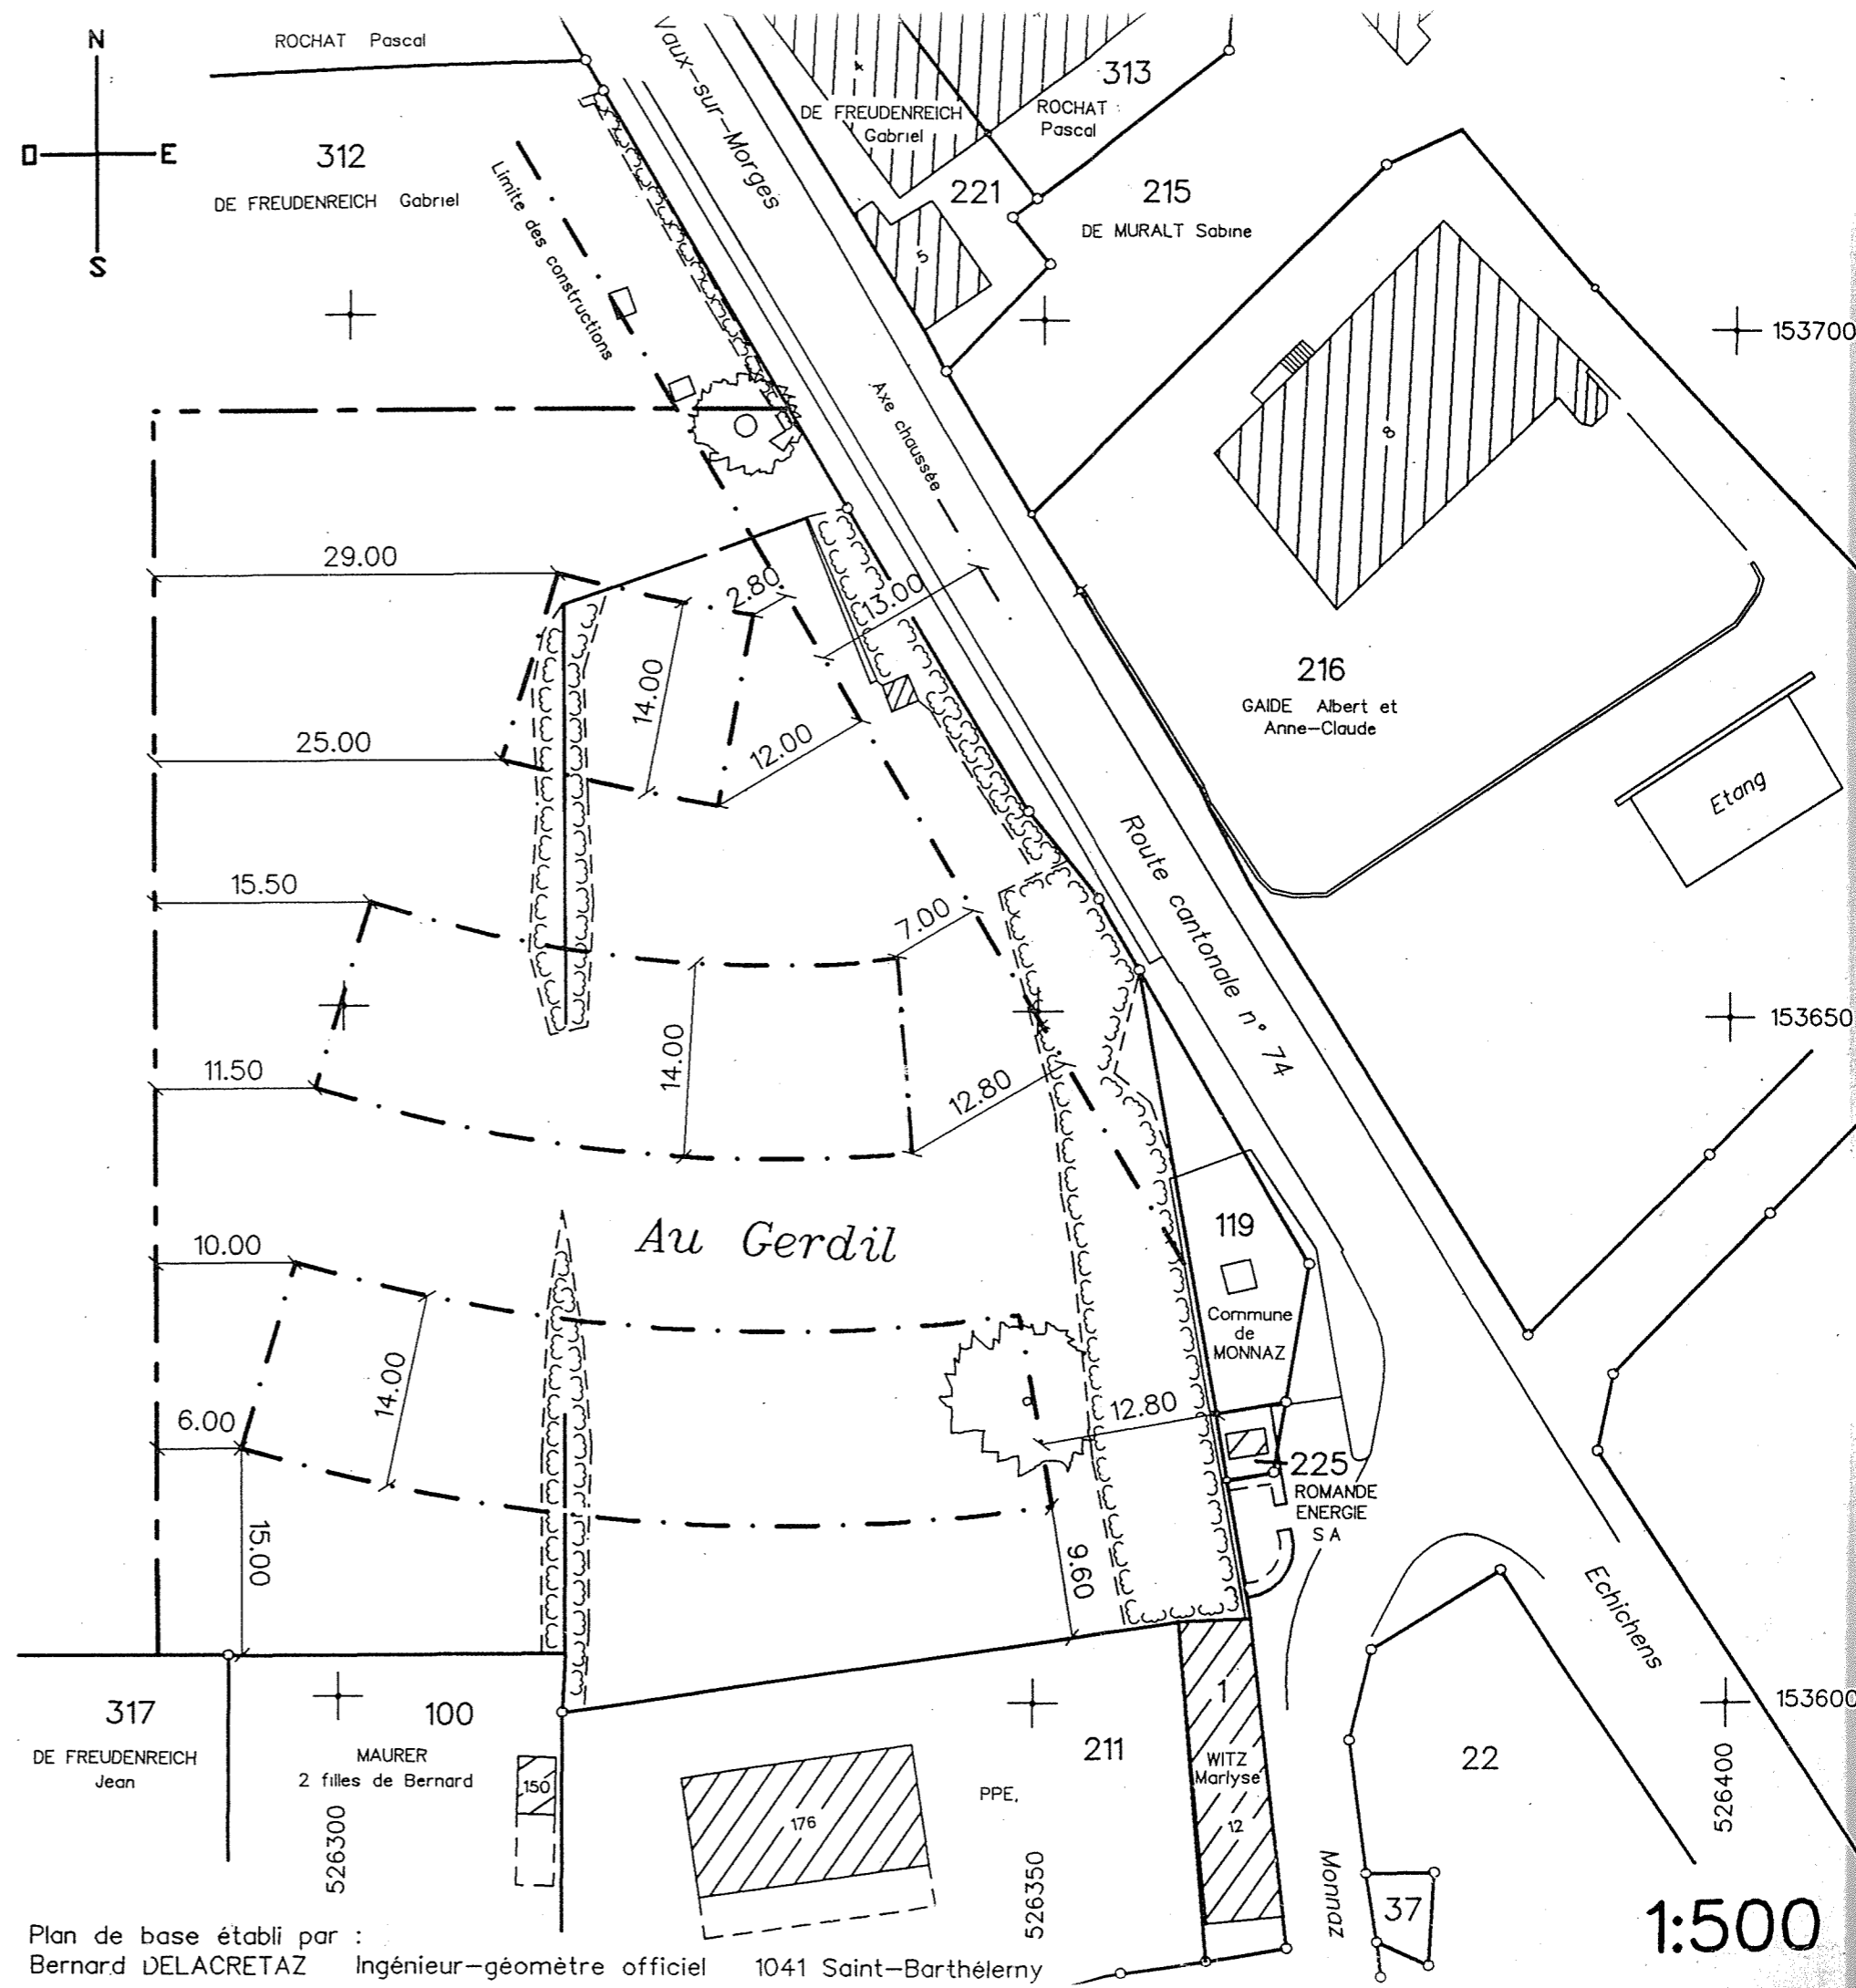 N
O
E
S
ROCHAT Pascal
312
DE FREUDENREICH Gabriel
Limite des constructions
Vaux-sur-Morges
4
DE FREUDENREICH
Gabriel
313
ROCHAT
Pascal
221
5
215
DE MURALT Sabine
153700
8
Axe chaussée
29.00
2.80
13.00
14.00
216
GAIDE Albert et
Anne-Claude
25.00
12.00
Etang
Route cantonale n° 74
15.50
7.00
153650
14.00
11.50
12.80
Au Gerdil
119
10.00
Commune
de
MONNAZ
14.00
12.80
6.00
225
ROMANDE
ENERGIE
SA
15.00
9.60
Echichens
317
DE FREUDENREICH
Jean
100
MAURER
2 filles de Bernard
150
176
211
PPE,
1
WITZ
Marlyse
12
22
153600
526300
526350
526400
Monnaz
37
1:500
Plan de base établi par :
Bernard DELACRETAZ Ingénieur-géomètre officiel 1041 Saint-Barthélemy